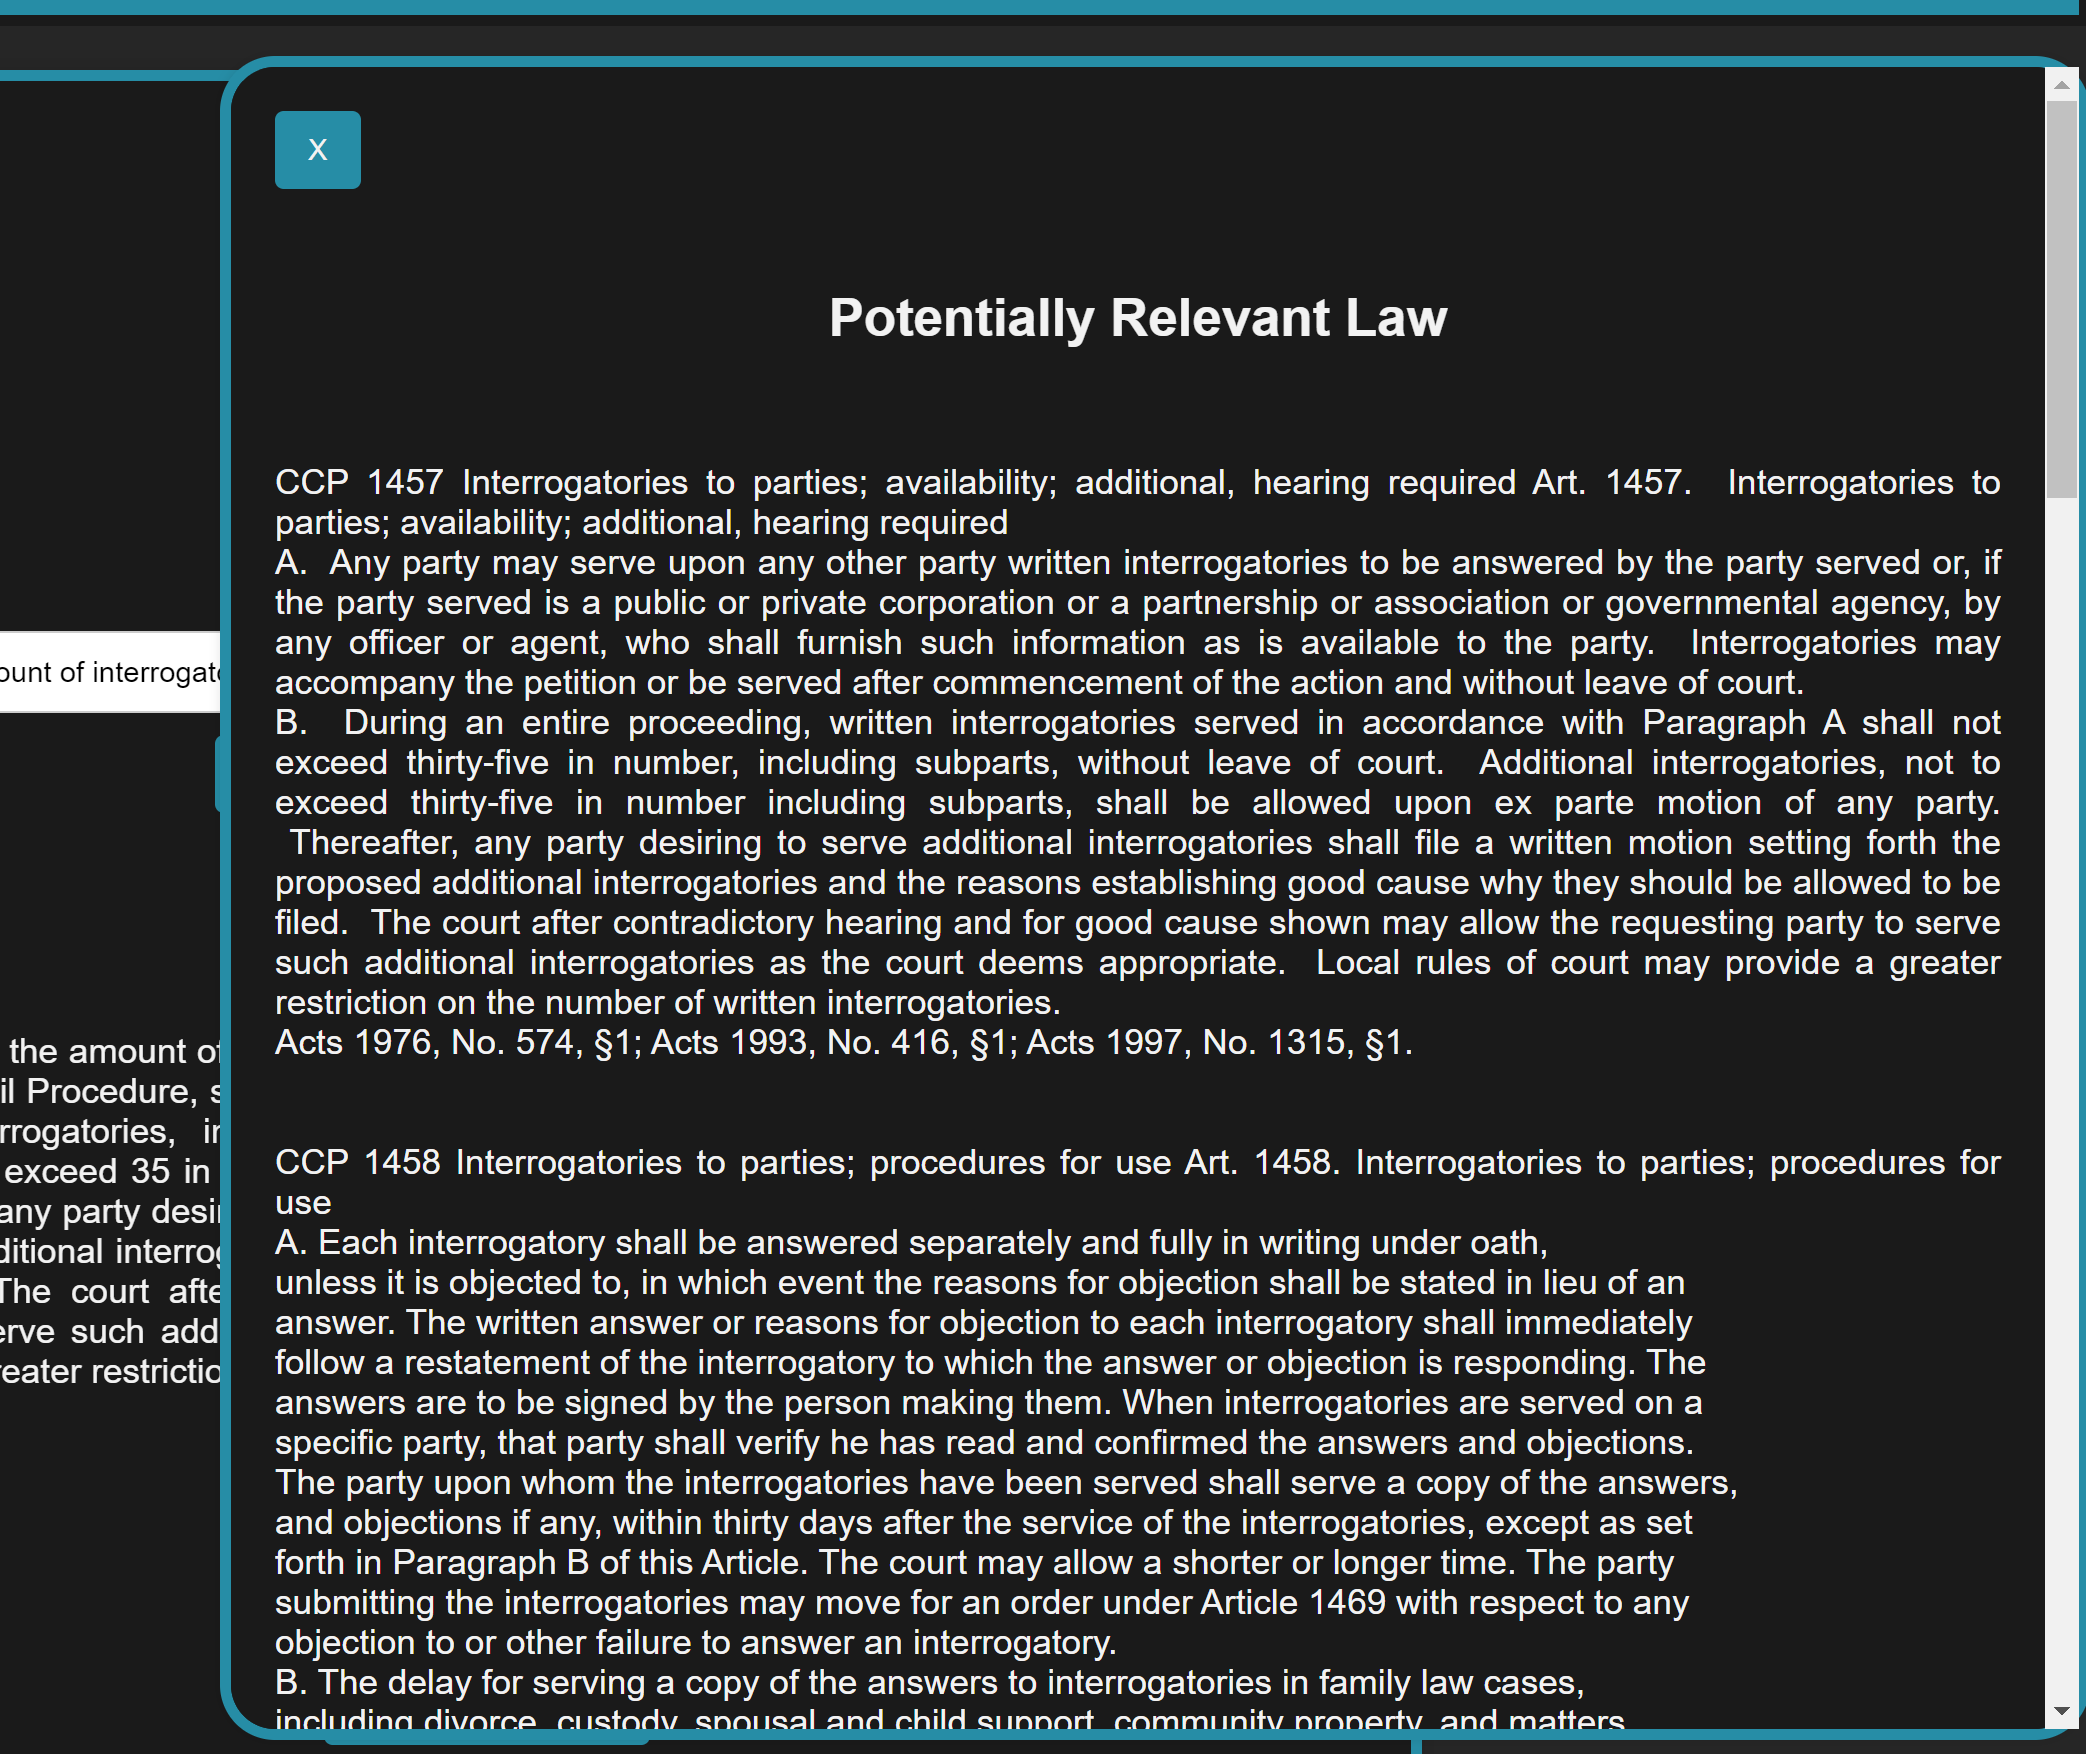 X
Potentially Relevant Law
CCP 1457 Interrogatories to parties; availability; additional, hearing required Art. 1457. Interrogatories to
parties; availability; additional, hearing required
A. Any party may serve upon any other party written interrogatories to be answered by the party served or, if
the party served is a public or private corporation or a partnership or association or governmental agency, by
any officer or agent, who shall furnish such information as is available to the party. Interrogatories may
accompany the petition or be served after commencement of the action and without leave of court.
B. During an entire proceeding, written interrogatories served in accordance with Paragraph A shall not
exceed thirty-five in number, including subparts, without leave of court. Additional interrogatories, not to
exceed thirty-five in number including subparts, shall be allowed upon ex parte motion of any party.
Thereafter, any party desiring to serve additional interrogatories shall file a written motion setting forth the
proposed additional interrogatories and the reasons establishing good cause why they should be allowed to be
filed. The court after contradictory hearing and for good cause shown may allow the requesting party to serve
such additional interrogatories as the court deems appropriate. Local rules of court may provide a greater
restriction on the number of written interrogatories.
Acts 1976, No. 574, §1; Acts 1993, No. 416, §1; Acts 1997, No. 1315, §1.
CCP 1458 Interrogatories to parties; procedures for use Art. 1458. Interrogatories to parties; procedures for
use
A. Each interrogatory shall be answered separately and fully in writing under oath,
unless it is objected to, in which event the reasons for objection shall be stated in lieu of an
answer. The written answer or reasons for objection to each interrogatory shall immediately
follow a restatement of the interrogatory to which the answer or objection is responding. The
answers are to be signed by the person making them. When interrogatories are served on a
specific party, that party shall verify he has read and confirmed the answers and objections.
The party upon whom the interrogatories have been served shall serve a copy of the answers,
and objections if any, within thirty days after the service of the interrogatories, except as set
forth in Paragraph B of this Article. The court may allow a shorter or longer time. The party
submitting the interrogatories may move for an order under Article 1469 with respect to any
objection to or other failure to answer an interrogatory.
B. The delay for serving a copy of the answers to interrogatories in family law cases,
including divorce, custody, spousal and child support, community property, and matters
ount of interrogat
the amount of
il Procedure, s
rrogatories, i
exceed 35 in
any party desi
ditional interro
The court afte
erve such add
eater restrictio